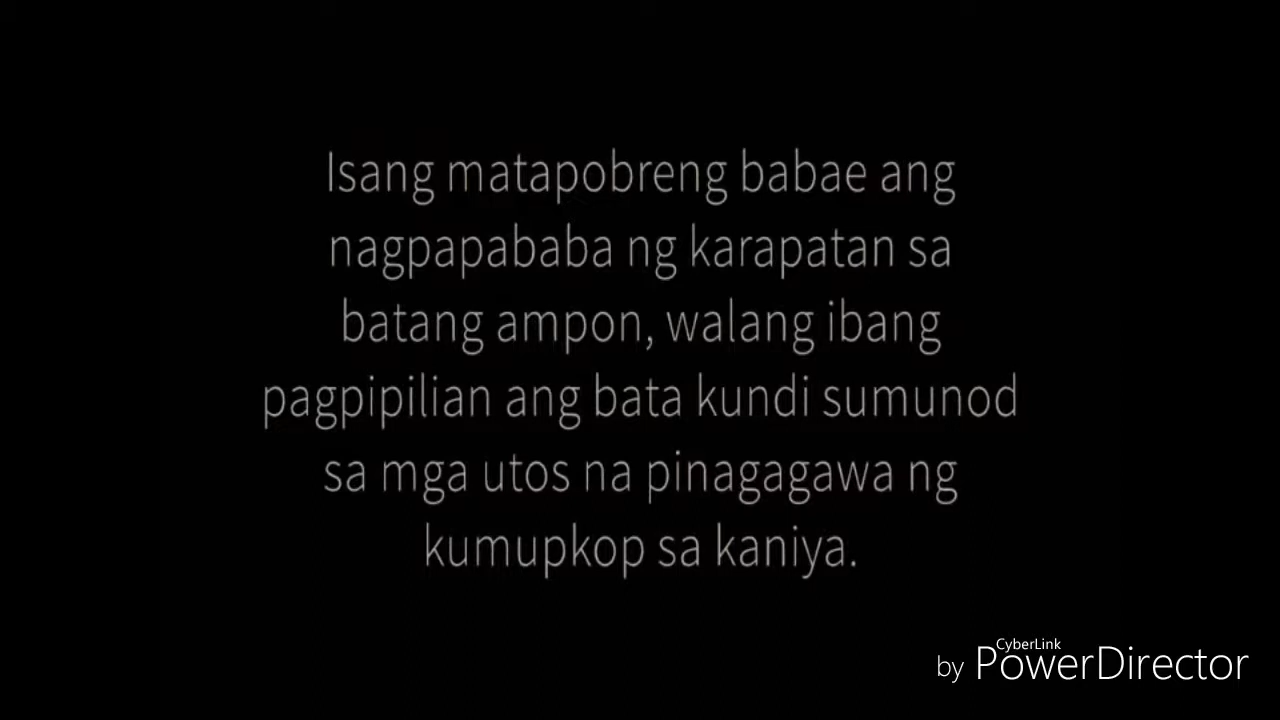 Isang matapobreng babae ang
nagpapababa ng karapatan sa
batang ampon, walang ibang
pagpipilian ang bata kundi sumunod
sa mga utos na pinagagawa ng
kumupkop sa kaniya.
CyberLink
by PowerDirector